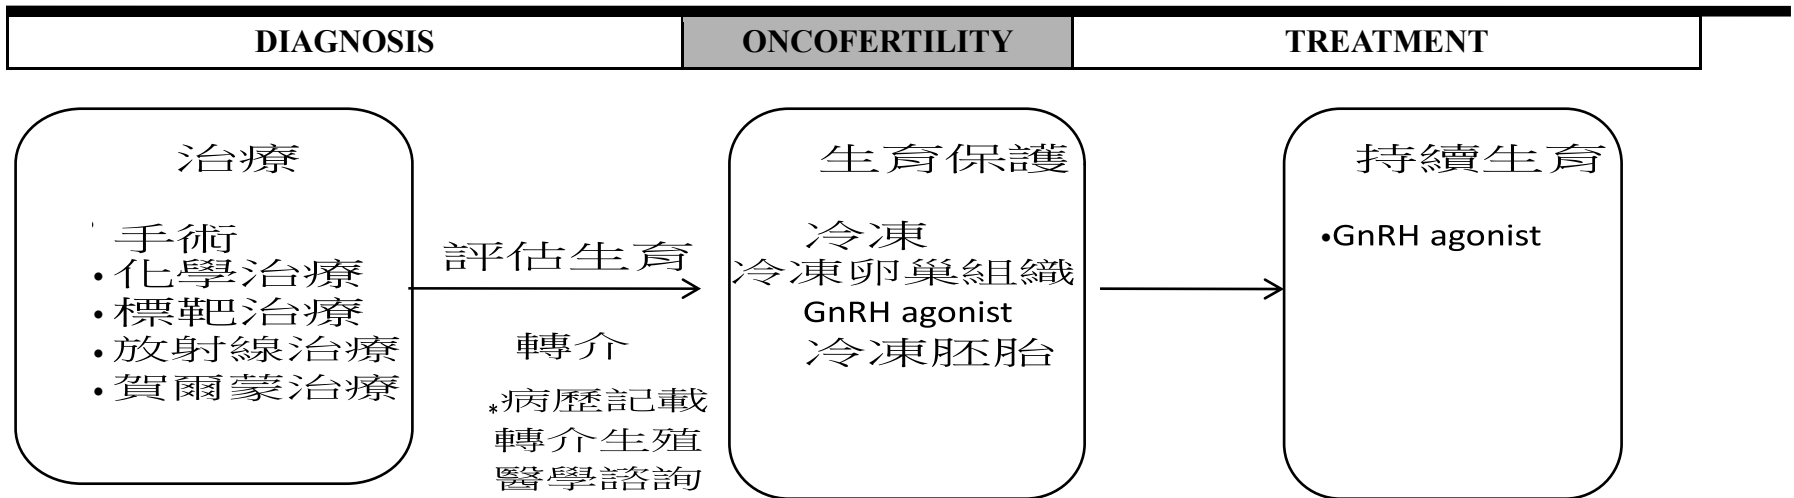 DIAGNOSIS
ONCOFERTILITY
TREATMENT
治療
手術
•化學治療
•標靶治療
•放射線治療
•賀爾蒙治療
評估生育
轉介
*病歷記載
轉介生殖
醫學諮詢
生育保護
冷凍
冷凍卵巢組織
GnRH agonist
冷凍胚胎
持續生育
•GnRH agonist